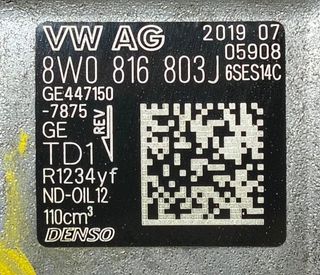 VW AG 2019 07
05908
8W0 816 803J 6SES14C
GE447150
-7875
GE REV
TD1
R1234yf
ND-OIL12
110cm³
DENSO